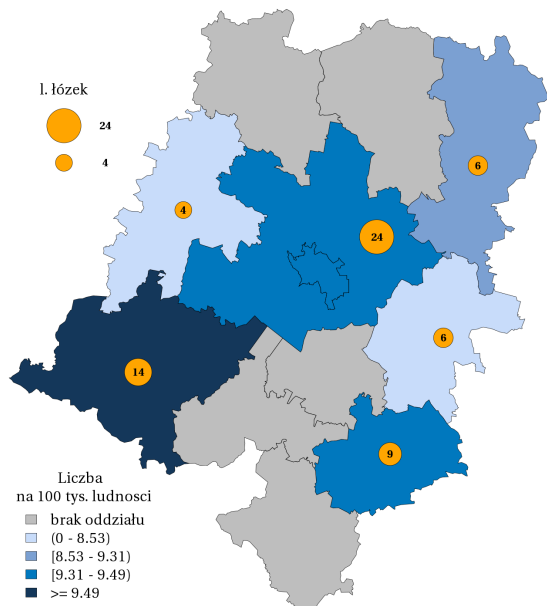 l. łózek
24
4
6
4
24
6
14
9
Liczba
na 100 tys. ludnosci
brak oddziału
(0 - 8.53)
[8.53 - 9.31)
[9.31 - 9.49)
>= 9.49